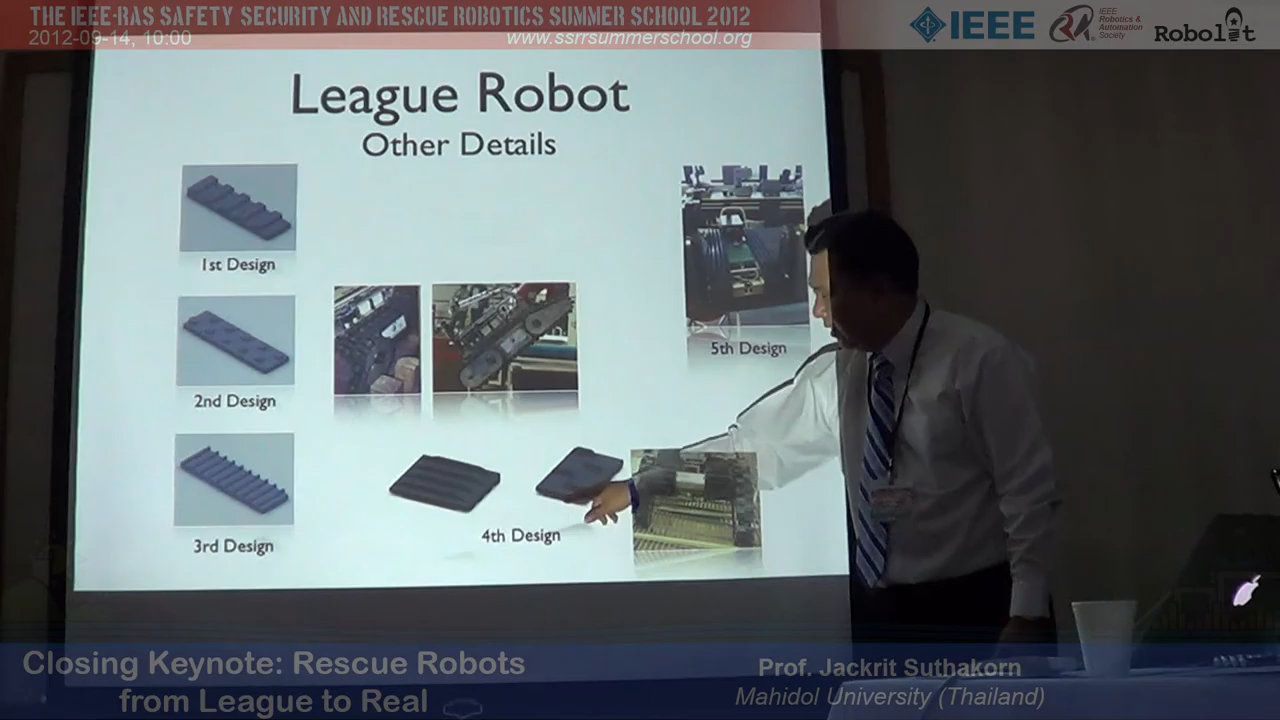 THE IEEE-RAS SAFETY SECURITY AND RESCUE ROBOTICS SUMMER SCHOOL 2012
2012-09-14, 10:00
www.ssrrsummerschool.org
IEEE
IEEE
Robotics &
Automation
Society
Robolit
League Robot
Other Details
1st Design
2nd Design
3rd Design
4th Design
5th Design
Closing Keynote: Rescue Robots
from League to Real
Prof. Jackrit Suthakorn
Mahidol University (Thailand)